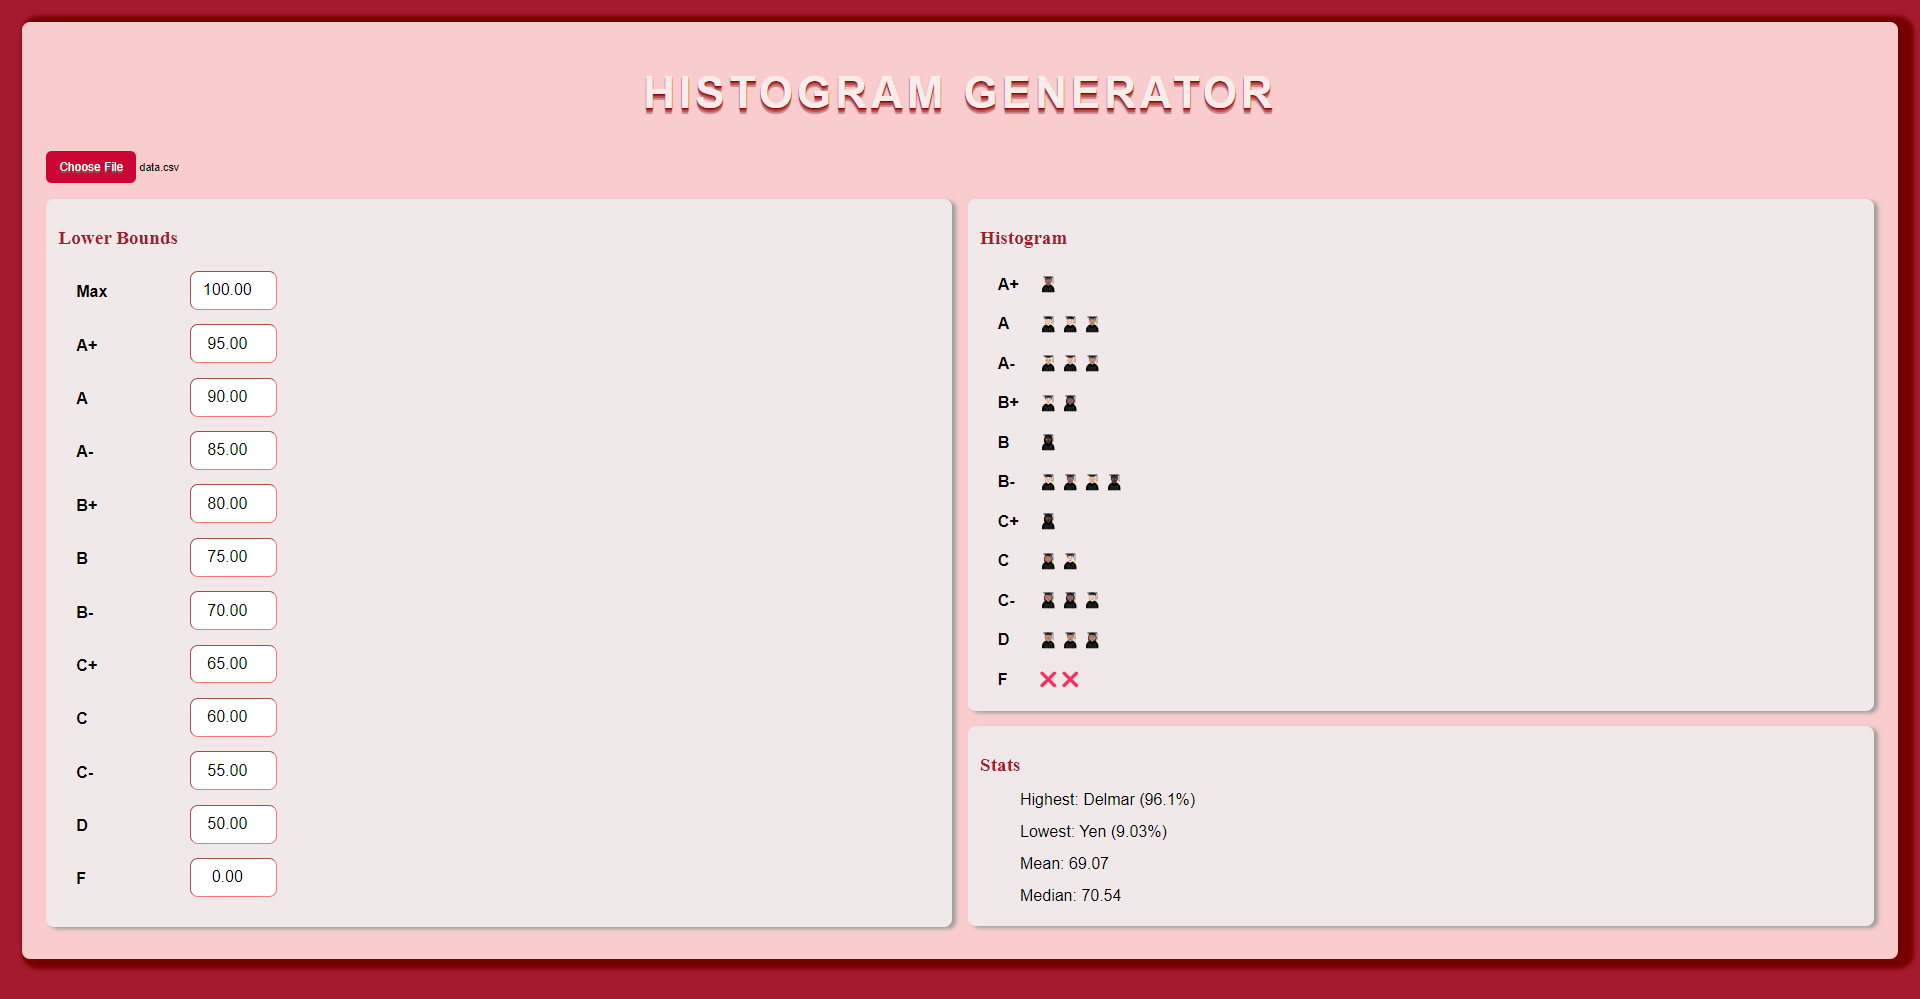 HISTOGRAM GENERATOR
Choose File data.csv
Lower Bounds
Max 100.00
A+ 95.00
A 90.00
A- 85.00
B+ 80.00
B 75.00
B- 70.00
C+ 65.00
C 60.00
C- 55.00
D 50.00
F 0.00
Histogram
A+
A
A-
B+
B
B-
C+
C
C-
D
F
Stats
Highest: Delmar (96.1%)
Lowest: Yen (9.03%)
Mean: 69.07
Median: 70.54